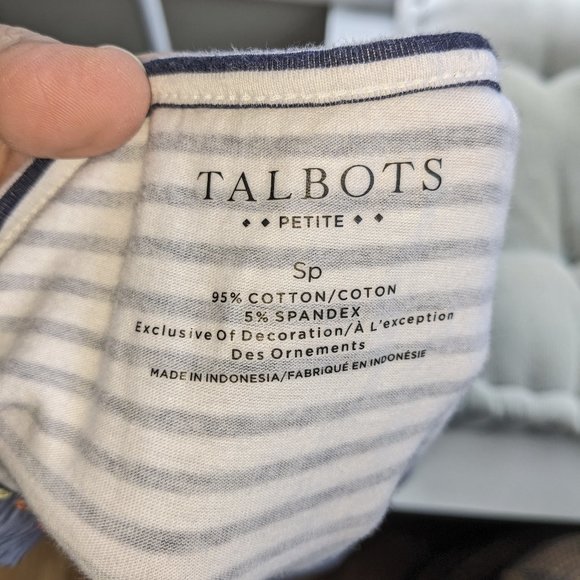 TALBOTS
◆ ◆ PETITE ◆ ◆
Sp
95% COTTON/COTON
5% SPANDEX
Exclusive Of Decoration/À L'exception
Des Ornements
MADE IN INDONESIA/FABRIQUÉ EN INDONÉSIE